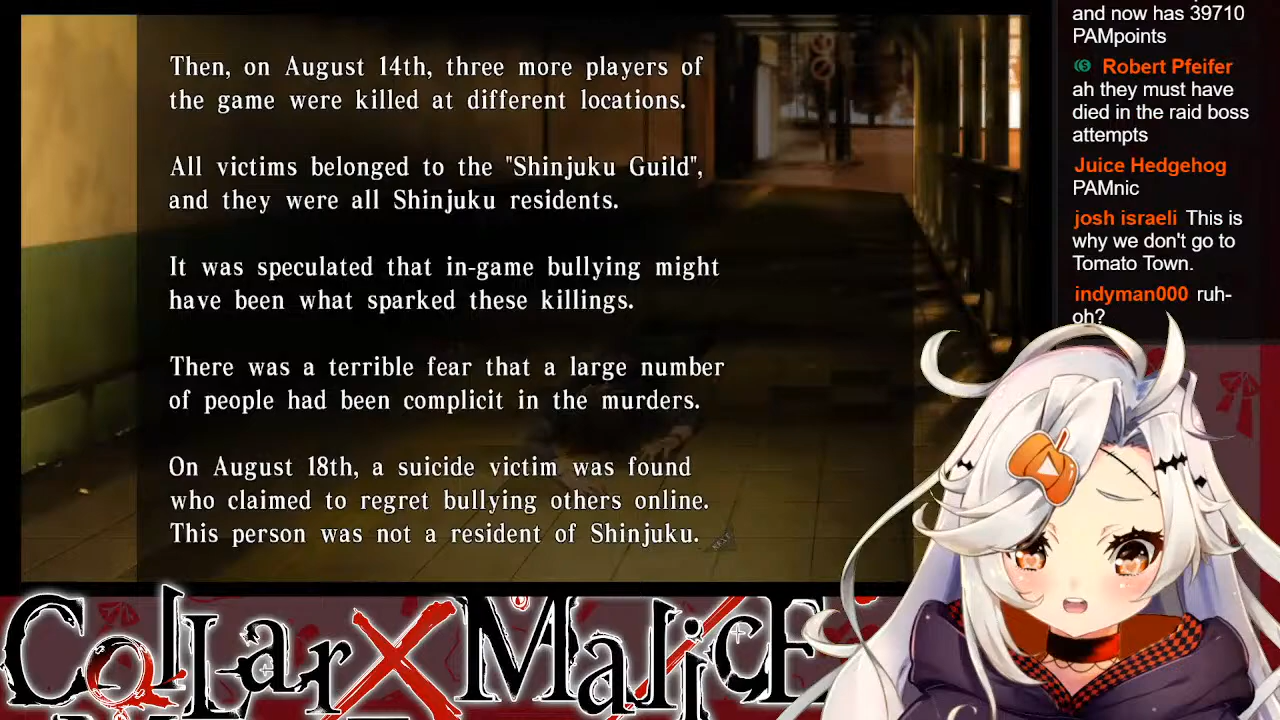 Then, on August 14th, three more players of
the game were killed at different locations.
All victims belonged to the "Shinjuku Guild",
and they were all Shinjuku residents.
It was speculated that in-game bullying might
have been what sparked these killings.
There was a terrible fear that a large number
of people had been complicit in the murders.
On August 18th, a suicide victim was found
who claimed to regret bullying others online.
This person was not a resident of Shinjuku.
NEXT
and now has 39710
PAMpoints
Robert Pfeifer
ah they must have
died in the raid boss
attempts
Juice Hedgehog
PAMnic
josh israeli This is
why we don't go to
Tomato Town.
indyman000 ruh-
oh?
Collar X Malice